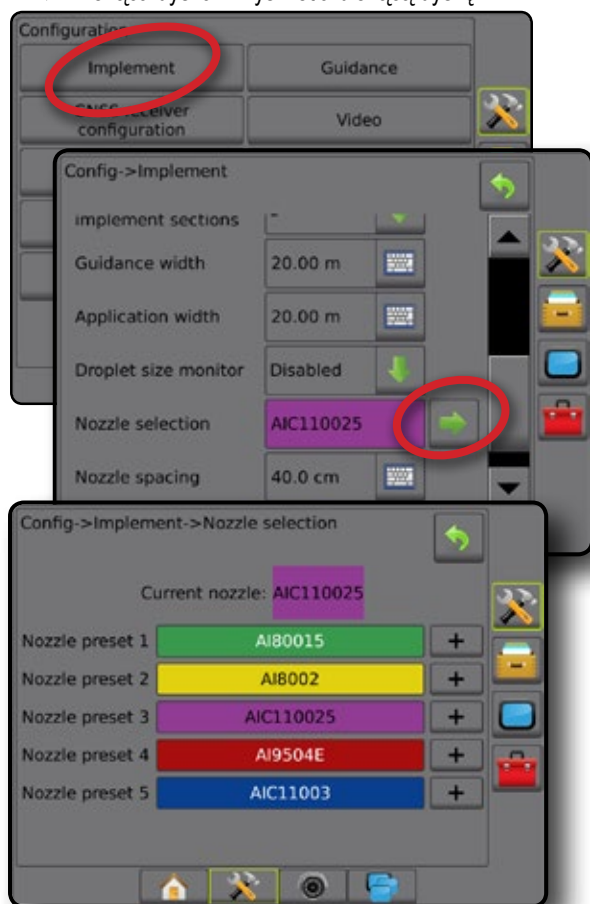 Configuration
Implement
Guidance
GNSS receiver
configuration
Video
Config->Implement
Implement sections
Guidance width
20.00 m
Application width
20.00 m
Droplet size monitor
Disabled
Nozzle selection
AIC110025
Nozzle spacing
40.0 cm
Config->Implement->Nozzle selection
Current nozzle: AIC110025
Nozzle preset 1 AI80015 +
Nozzle preset 2 AI8002 +
Nozzle preset 3 AIC110025 +
Nozzle preset 4 AI9504E +
Nozzle preset 5 AIC11003 +